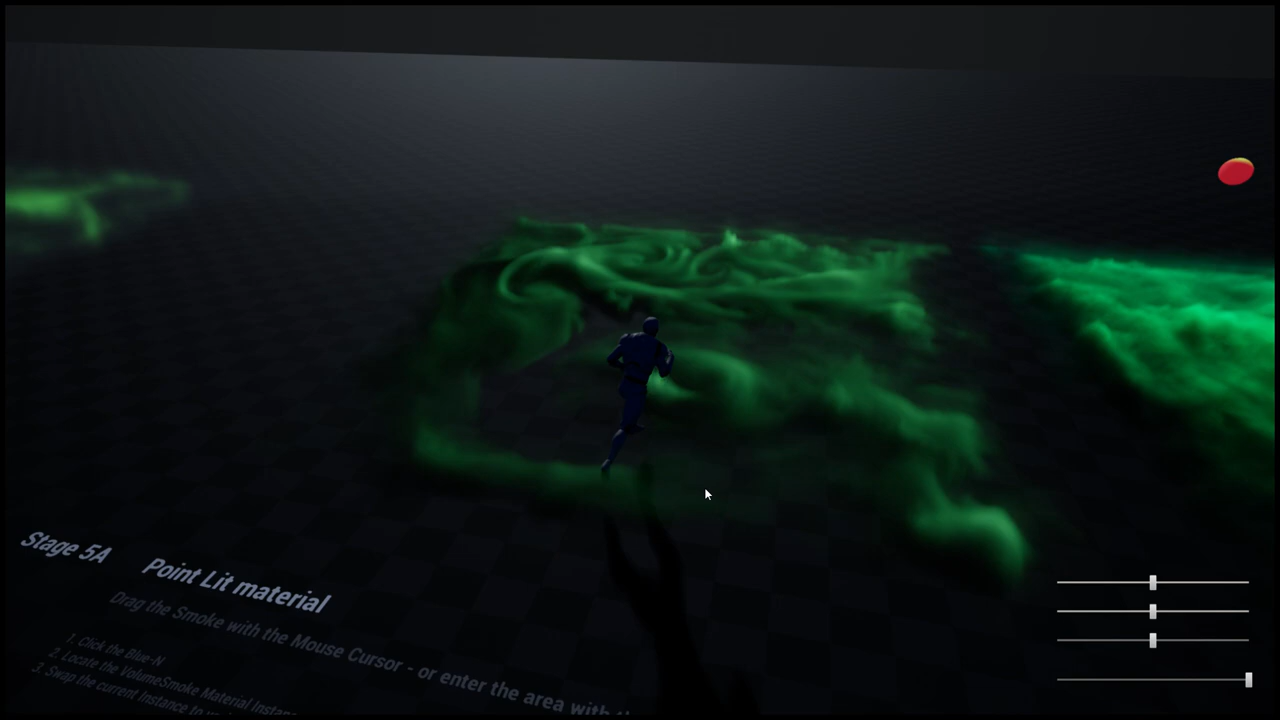 Stage 5A Point Lit material
Drag the Smoke with the Mouse Cursor - or enter the area with
1. Click the Blue-N
2. Locate the VolumeSmoke Material
3. Swap the current Instance to